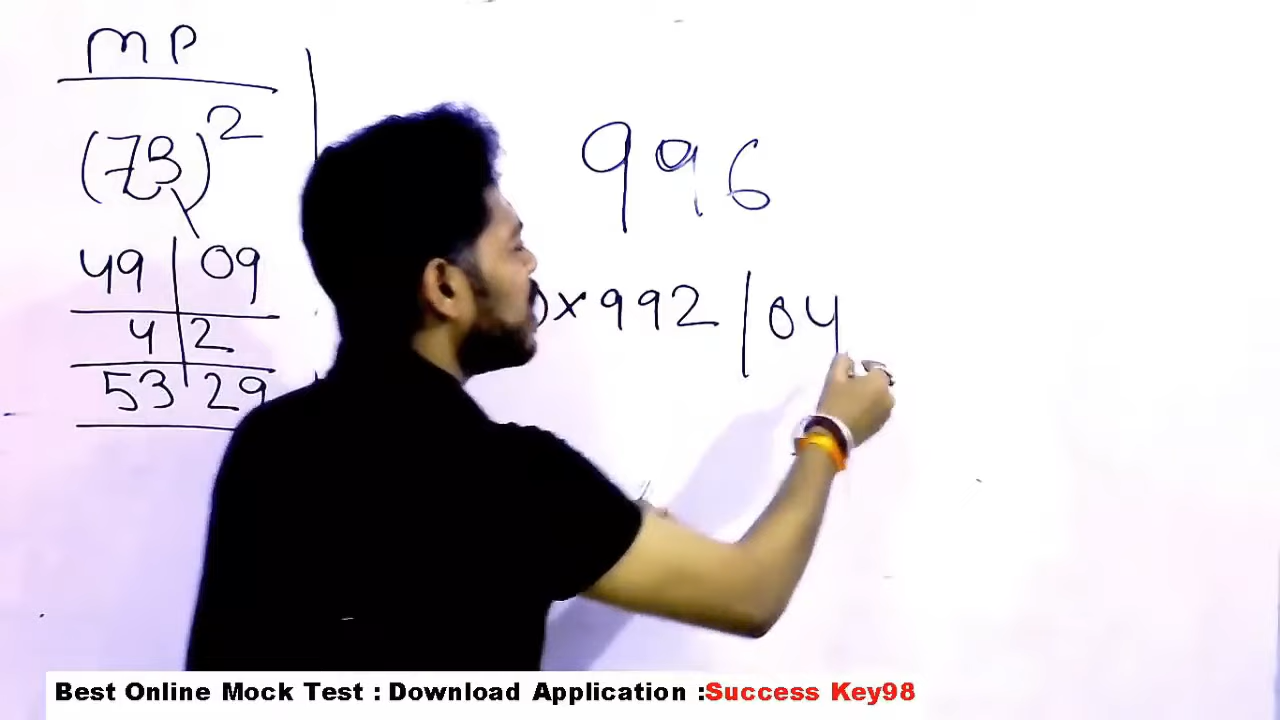 MP
(73)²
49 | 09
4 | 2
53 | 29
996
) × 992 | 04
Best Online Mock Test : Download Application :Success Key98